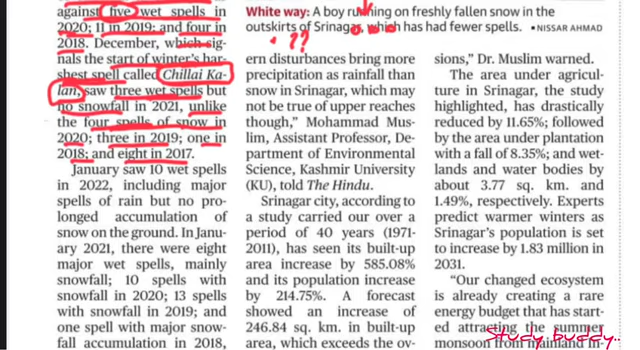 against five wet spells in
2020; 11 in 2019; and four in
2018. December, which sig-
nals the start of winter's har-
shest spell called Chillai Ka-
lan, saw three wet spells but
no snowfall in 2021, unlike
the four spells of snow in
2020; three in 2019; one in
2018; and eight in 2017.
January saw 10 wet spells
in 2022, including major
spells of rain but no pro-
longed accumulation of
snow on the ground. In Janu-
ary 2021, there were eight
major wet spells, mainly
snowfall; 10 spells with
snowfall in 2020; 13 spells
with snowfall in 2019; and
one spell with major snow-
fall accumulation in 2018,
White way: A boy running on freshly fallen snow in the
outskirts of Srinagar, which has had fewer spells. •NISSAR AHMAD
??
ern disturbances bring more
precipitation as rainfall than
snow in Srinagar, which may
not be true of upper reaches
though," Mohammad Mus-
lim, Assistant Professor, De-
partment of Environmental
Science, Kashmir University
(KU), told The Hindu.
Srinagar city, according to
a study carried our over a
period of 40 years (1971-
2011), has seen its built-up
area increase by 585.08%
and its population increase
by 214.75%. A forecast
showed an increase of
246.84 sq. km. in built-up
area, which exceeds the ov-
sions," Dr. Muslim warned.
The area under agricul-
ture in Srinagar, the study
highlighted, has drastically
reduced by 11.65%; followed
by the area under plantation
with a fall of 8.35%; and wet-
lands and water bodies by
about 3.77 sq. km. and
1.49%, respectively. Experts
predict warmer winters as
Srinagar's population is set
to increase by 1.83 million in
2031.
"Our changed ecosystem
is already creating a rare
energy budget that has start-
ed attracting the summer
monsoon from mainland In-
Study buddy..